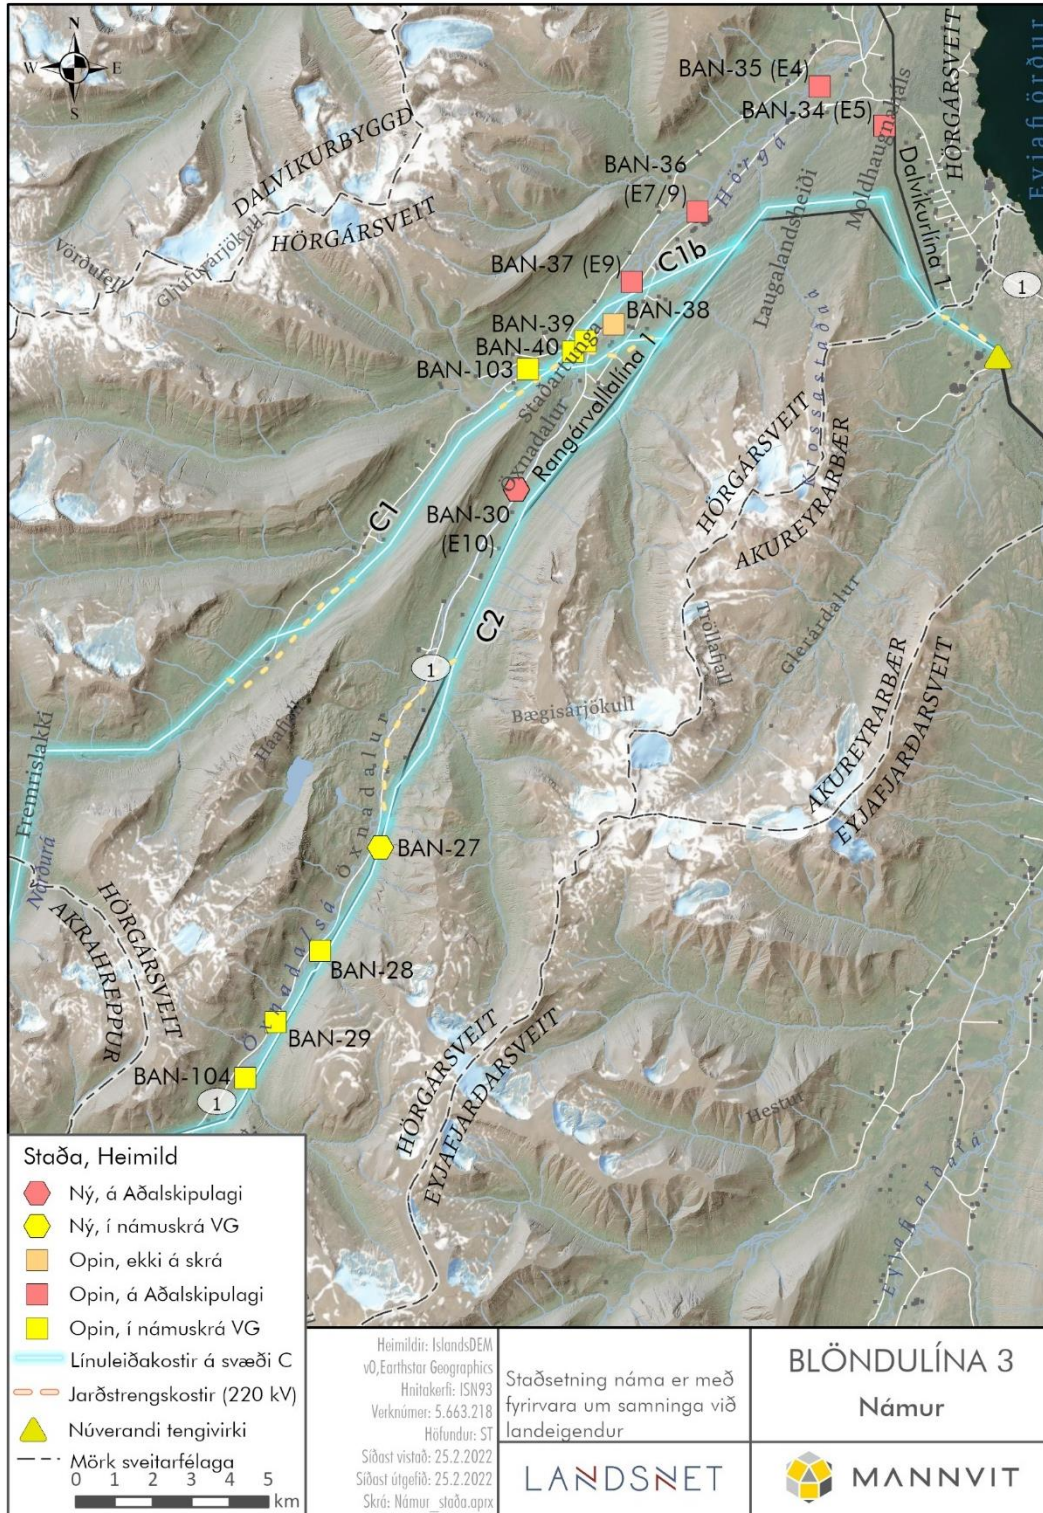 N
W E
S
Eyjafjörður
HÖRGÁRSVEIT
BAN-35 (E4)
BAN-34 (E5)
Moldhaugnaháls
Dalvíkurlína 1
Hörgá
BAN-36
(E7/9)
DALVÍKURBYGGÐ
HÖRGÁRSVEIT
Vörðufell
Glúfurárjökull
BAN-37 (E9)
C1b
Laugalandsheiði
1
BAN-38
BAN-39
BAN-40
BAN-103
Staðartunga
Rangárvallalína 1
Krossastaðaá
HÖRGÁRSVEIT
AKUREYRARBÆR
Öxnadalur
BAN-30
(E10)
C1
C2
1
Tröllafjall
Glerárdalur
Bægisárjökull
AKUREYRARBÆR
EYJAFJARÐARSVEIT
Háafjall
Fremrislakki
Öxnadalur
BAN-27
Norðurá
HÖRGÁRSVEIT
AKRAHREPPUR
Öxnadalsá
BAN-28
BAN-29
BAN-104
1
HÖRGÁRSVEIT
EYJAFJARÐARSVEIT
Hestur
Eyjafjarðará
Staða, Heimild
Ný, á Aðalskipulagi
Ný, í námuskrá VG
Opin, ekki á skrá
Opin, á Aðalskipulagi
Opin, í námuskrá VG
Línuleiðakostir á svæði C
Jarðstrengskostir (220 kV)
Núverandi tengivirki
Mörk sveitarfélaga
0 1 2 3 4 5
km
Heimildir: IslandsDEM
v0,Earthstar Geographics
Hnitakerfi: ISN93
Verknúmer: 5.663.218
Höfundur: ST
Síðast vistað: 25.2.2022
Síðast útgefið: 25.2.2022
Skrá: Námur_staða.aprx
Staðsetning náma er með
fyrirvara um samninga við
landeigendur
LANDSNET
BLÖNDULÍNA 3
Námur
MANNVIT